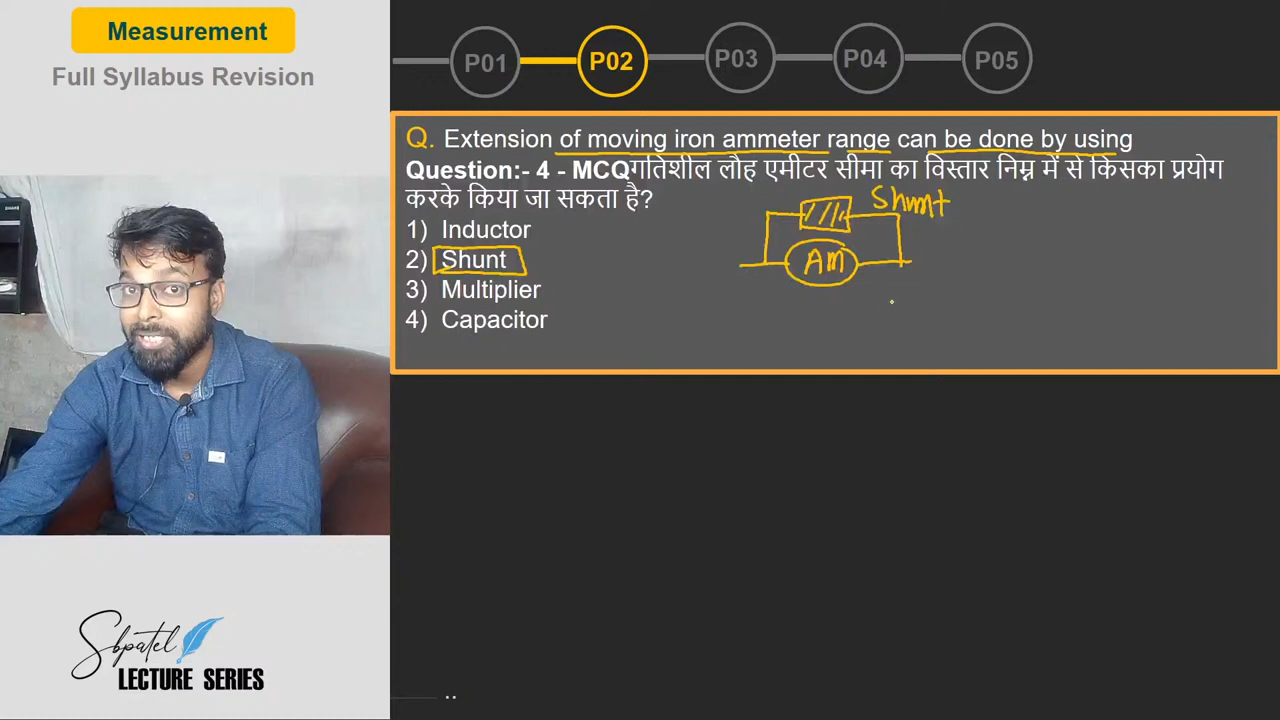 Measurement
Full Syllabus Revision
P01
P02
P03
P04
P05
Q. Extension of moving iron ammeter range can be done by using
Question:- 4 - MCQगतिशील लौह एमीटर सीमा का विस्तार निम्न में से किसका प्रयोग
करके किया जा सकता है?
1) Inductor
2) Shunt
3) Multiplier
4) Capacitor
Shunt
AM
Sbpatel
LECTURE SERIES